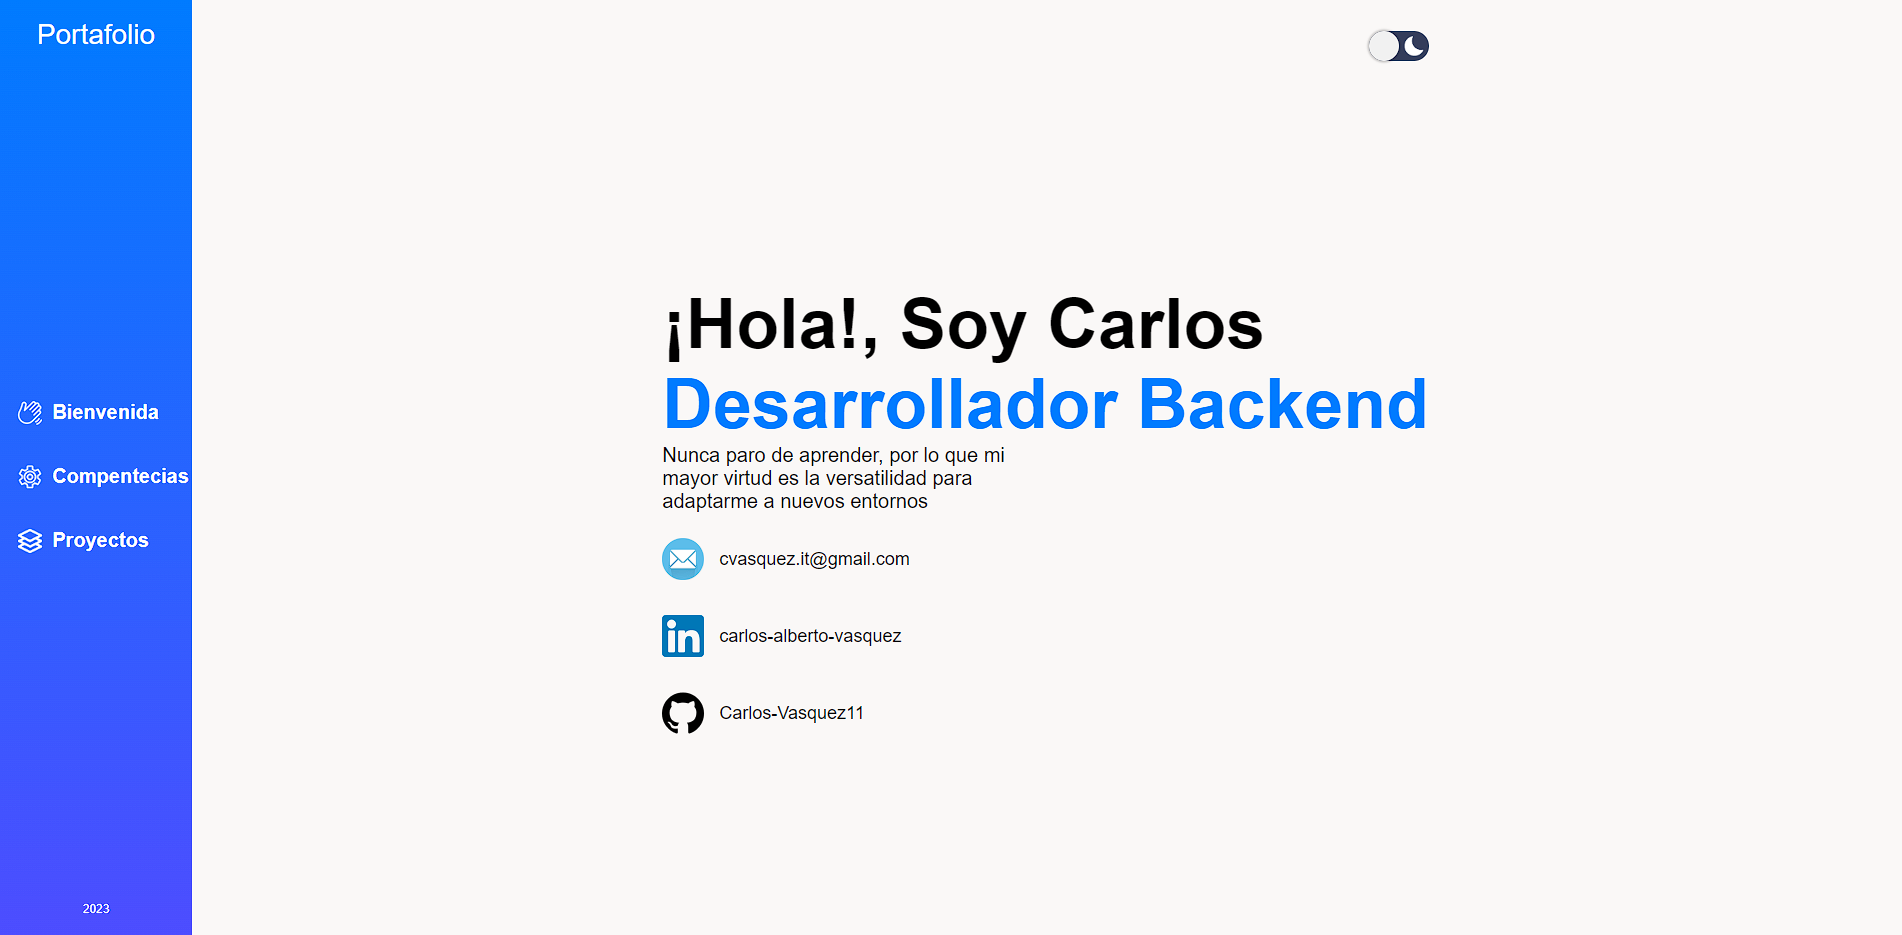 Portafolio
Bienvenida
Compentecias
Proyectos
2023
¡Hola!, Soy Carlos
Desarrollador Backend
Nunca paro de aprender, por lo que mi
mayor virtud es la versatilidad para
adaptarme a nuevos entornos
cvasquez.it@gmail.com
in
carlos-alberto-vasquez
Carlos-Vasquez11